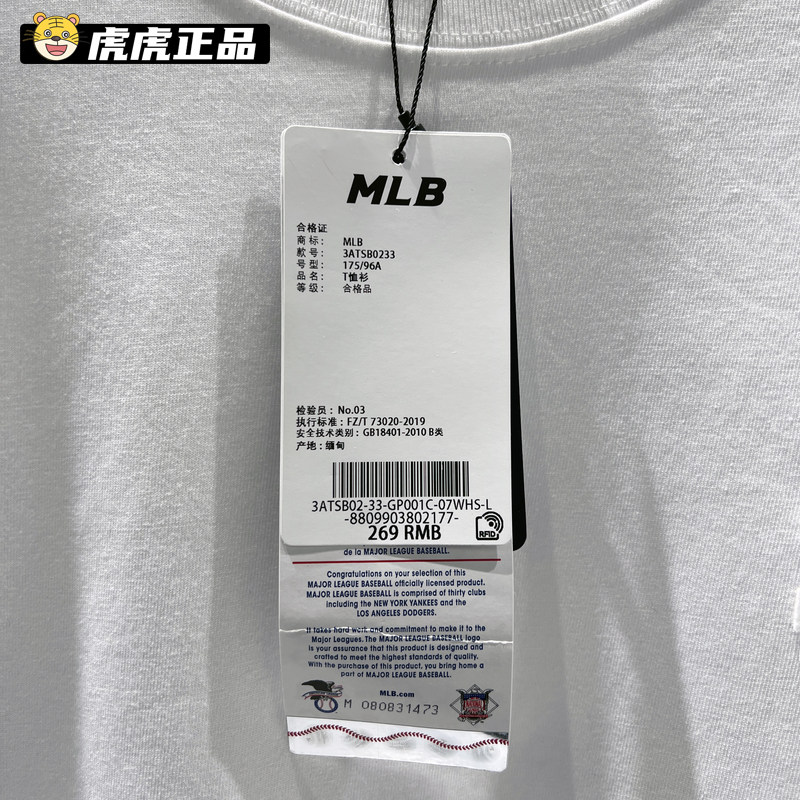 虎虎正品
MLB
合格证
商标: MLB
款号: 3ATSB0233
号型: 175/96A
品名: T恤衫
等级: 合格品
检验员: No.03
执行标准: FZ/T 73020-2019
安全技术类别: GB18401-2010 B类
产地: 缅甸
3ATSB02-33-GP001C-07WHS-L
-8809903802177-
269 RMB
RFID
de la MAJOR LEAGUE BASEBALL.
Congratulations on your selection of this
MAJOR LEAGUE BASEBALL officially licensed product.
MAJOR LEAGUE BASEBALL is comprised of thirty clubs
including the NEW YORK YANKEES and the
LOS ANGELES DODGERS.
It takes hard work and commitment to make it to the
Major Leagues. The MAJOR LEAGUE BASEBALL logo
is your assurance that this product is designed and
crafted to meet the highest standards of quality.
With the purchase of this product, you bring home a
part of MAJOR LEAGUE BASEBALL.
MLB.com
M 080831473